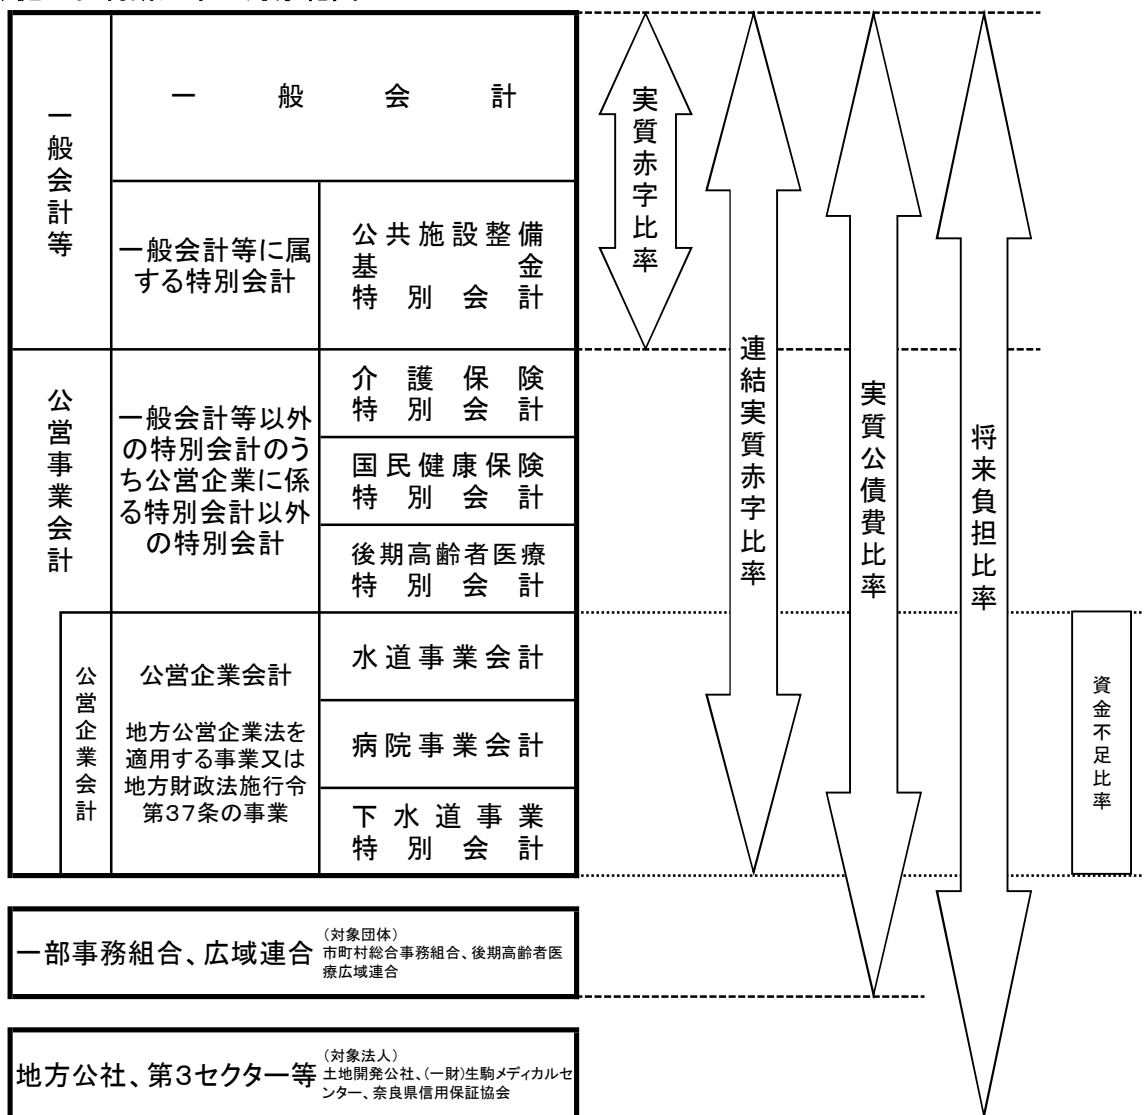 一般会計等
一般会計
一般会計等に属
する特別会計
公共施設整備
基金
特別会計
公営事業会計
一般会計等以外
の特別会計のう
ち公営企業に係
る特別会計以外
の特別会計
介護保険
特別会計
国民健康保険
特別会計
後期高齢者医療
特別会計
公営企業会計
公営企業会計
地方公営企業法を
適用する事業又は
地方財政法施行令
第37条の事業
水道事業会計
病院事業会計
下水道事業
特別会計
実質赤字比率
連結実質赤字比率
実質公債費比率
将来負担比率
資金不足比率
一部事務組合、広域連合
(対象団体)
市町村総合事務組合、後期高齢者医
療広域連合
地方公社、第3セクター等
(対象法人)
土地開発公社、(一財)生駒メディカルセ
ンター、奈良県信用保証協会